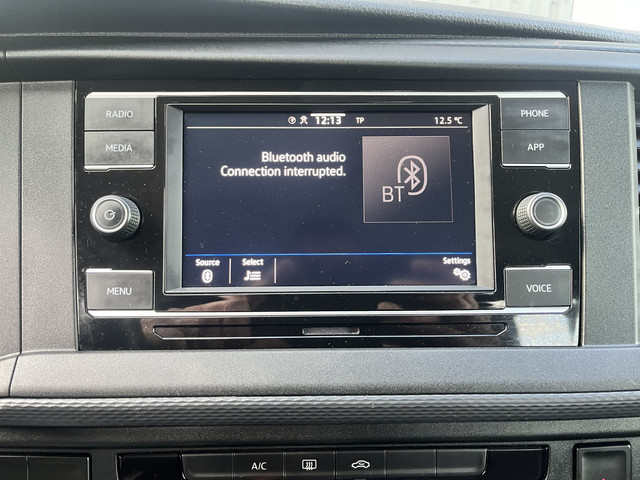 RADIO
MEDIA
MENU
12:13 TP 12.5 °C
Bluetooth audio
Connection interrupted.
BT
Source Select Settings
PHONE
APP
VOICE
A/C